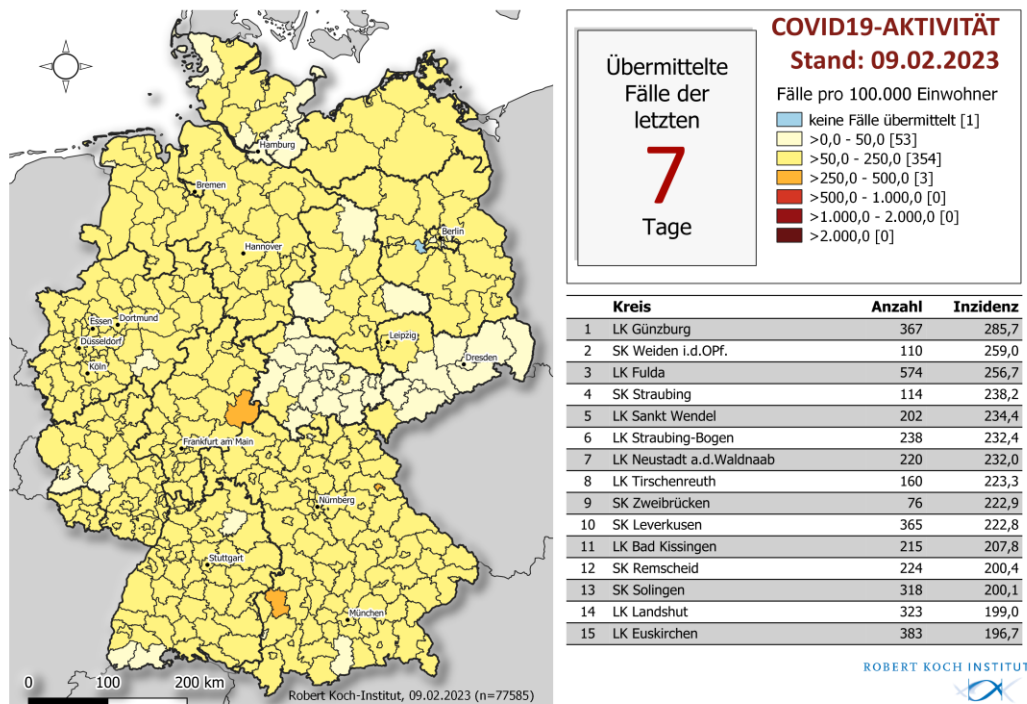 Hamburg
Bremen
Berlin
Hannover
Essen
Dortmund
Düsseldorf
Köln
Leipzig
Dresden
Frankfurt am Main
Nürnberg
Stuttgart
München
0 100 200 km
Robert Koch-Institut, 09.02.2023 (n=77585)
Übermittelte
Fälle der
letzten
7
Tage
COVID19-AKTIVITÄT
Stand: 09.02.2023
Fälle pro 100.000 Einwohner
keine Fälle übermittelt [1]
>0,0 - 50,0 [53]
>50,0 - 250,0 [354]
>250,0 - 500,0 [3]
>500,0 - 1.000,0 [0]
>1.000,0 - 2.000,0 [0]
>2.000,0 [0]
Kreis Anzahl Inzidenz
1 LK Günzburg 367 285,7
2 SK Weiden i.d.OPf. 110 259,0
3 LK Fulda 574 256,7
4 SK Straubing 114 238,2
5 LK Sankt Wendel 202 234,4
6 LK Straubing-Bogen 238 232,4
7 LK Neustadt a.d.Waldnaab 220 232,0
8 LK Tirschenreuth 160 223,3
9 SK Zweibrücken 76 222,9
10 SK Leverkusen 365 222,8
11 LK Bad Kissingen 215 207,8
12 SK Remscheid 224 200,4
13 SK Solingen 318 200,1
14 LK Landshut 323 199,0
15 LK Euskirchen 383 196,7
ROBERT KOCH INSTITUT